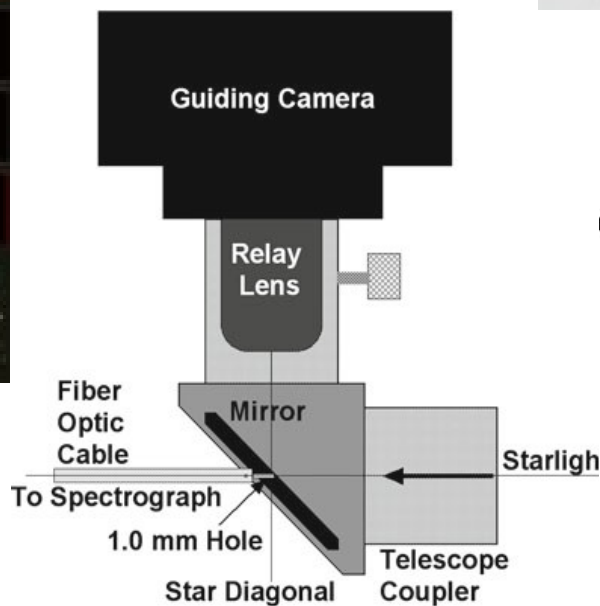 Guiding Camera
Relay
Lens
Fiber
Optic
Cable
Mirror
Starligh
To Spectrograph
1.0 mm Hole
Telescope
Coupler
Star Diagonal